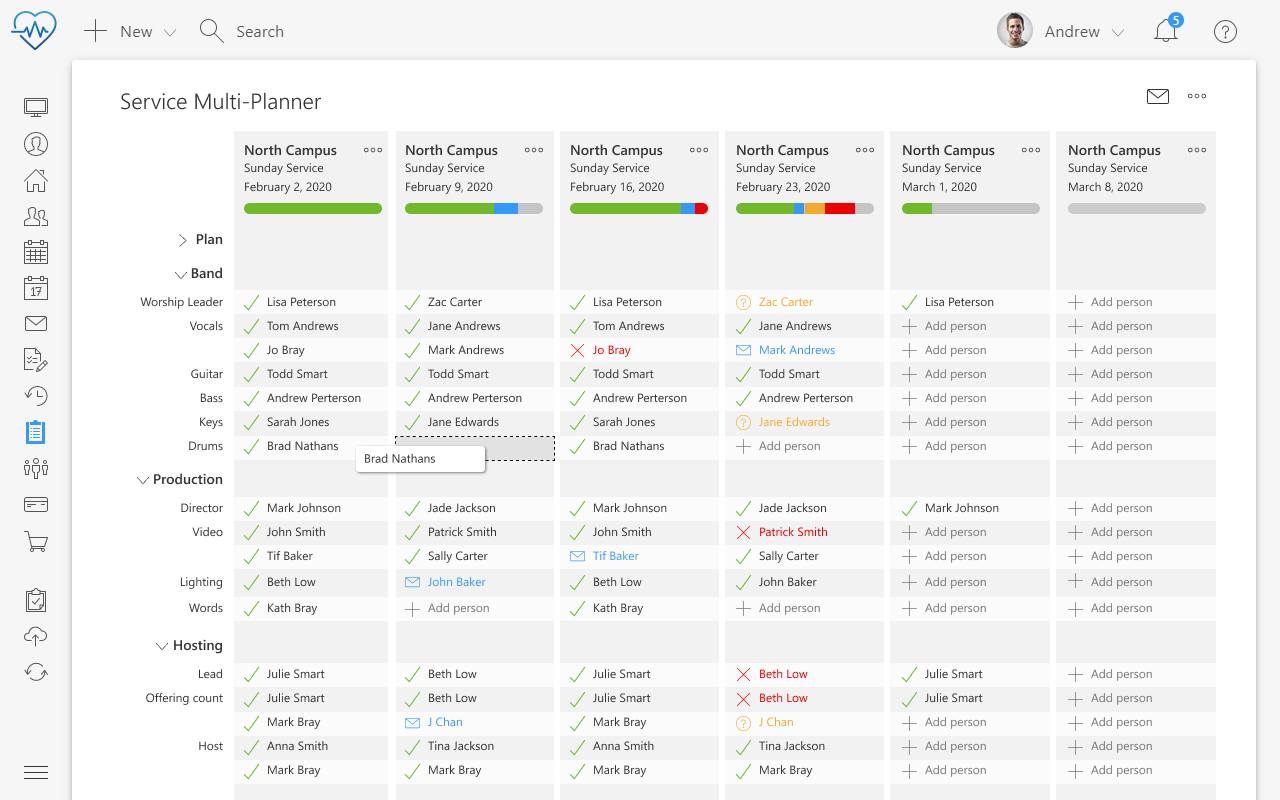 New Search Andrew 5
Service Multi-Planner
North Campus North Campus North Campus North Campus North Campus North Campus
Sunday Service Sunday Service Sunday Service Sunday Service Sunday Service Sunday Service
February 2, 2020 February 9, 2020 February 16, 2020 February 23, 2020 March 1, 2020 March 8, 2020
Plan
Band
17
Worship Leader Lisa Peterson Zac Carter Lisa Peterson Zac Carter Lisa Peterson Add person
Vocals Tom Andrews Jane Andrews Tom Andrews Jane Andrews Add person Add person
Jo Bray Mark Andrews Jo Bray Mark Andrews Add person Add person
Guitar Todd Smart Todd Smart Todd Smart Todd Smart Add person Add person
Bass Andrew Perterson Andrew Perterson Andrew Perterson Andrew Perterson Add person Add person
Keys Sarah Jones Jane Edwards Sarah Jones Jane Edwards Add person Add person
Drums Brad Nathans Brad Nathans Add person Add person Add person
Brad Nathans
Production
Director Mark Johnson Jade Jackson Mark Johnson Jade Jackson Mark Johnson Add person
Video John Smith Patrick Smith John Smith Patrick Smith Add person Add person
Tif Baker Sally Carter Tif Baker Sally Carter Add person Add person
Lighting Beth Low John Baker Beth Low John Baker Add person Add person
Words Kath Bray Add person Kath Bray Add person Add person Add person
Hosting
Lead Julie Smart Beth Low Julie Smart Beth Low Julie Smart Add person
Offering count Julie Smart Beth Low Julie Smart Beth Low Julie Smart Add person
Mark Bray J Chan Mark Bray J Chan Add person Add person
Host Anna Smith Tina Jackson Anna Smith Tina Jackson Add person Add person
Mark Bray Mark Bray Mark Bray Mark Bray Add person Add person